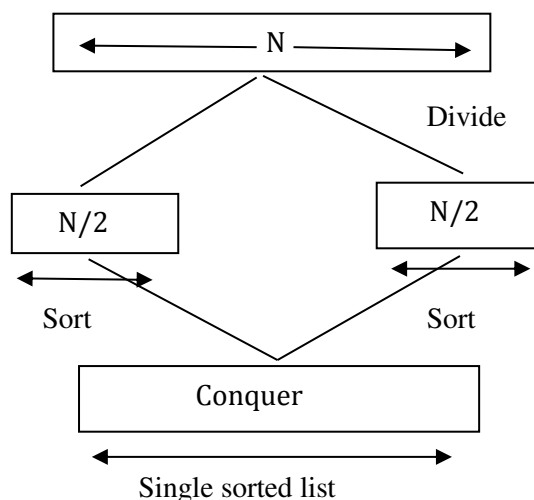 N
Divide
N/2
N/2
Sort
Sort
Conquer
Single sorted list